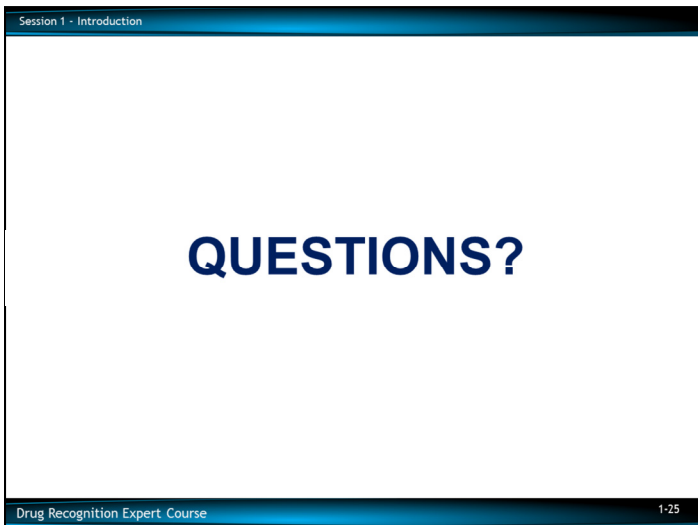 Session 1 - Introduction
QUESTIONS?
Drug Recognition Expert Course
1-25